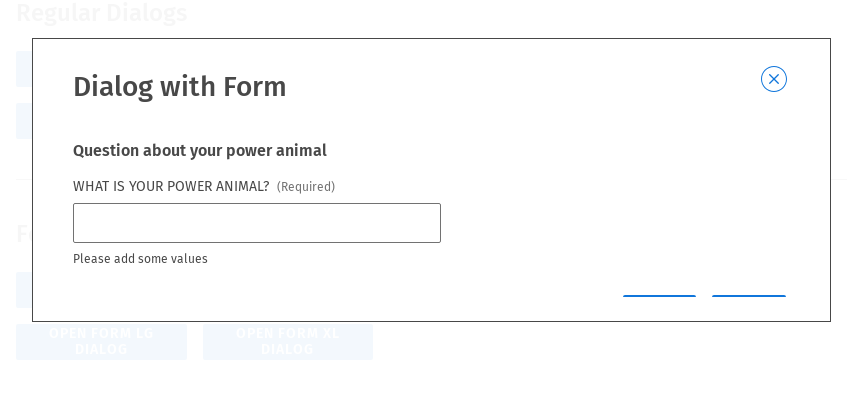 Regular Dialogs
Dialog with Form
Question about your power animal
WHAT IS YOUR POWER ANIMAL? (Required)
Please add some values
OPEN FORM LG
DIALOG
OPEN FORM XL
DIALOG